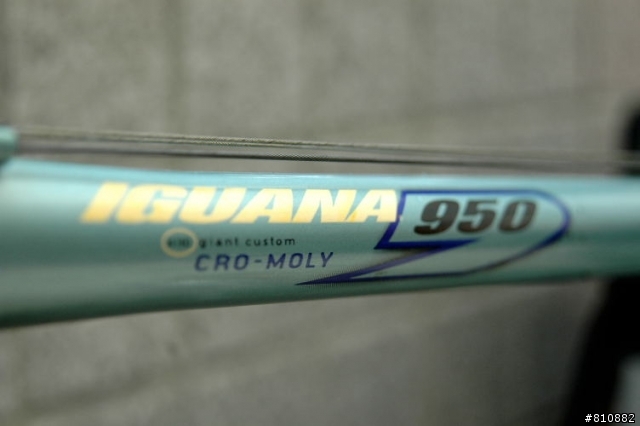 IGUANA 950
giant.custom
CRO-MOLY
#810882